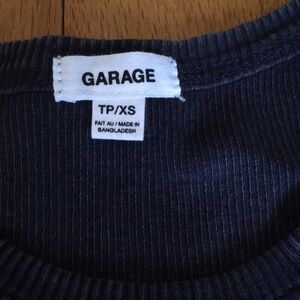 GARAGE
TP/XS
FAIT AU / MADE IN
BANGLADESH